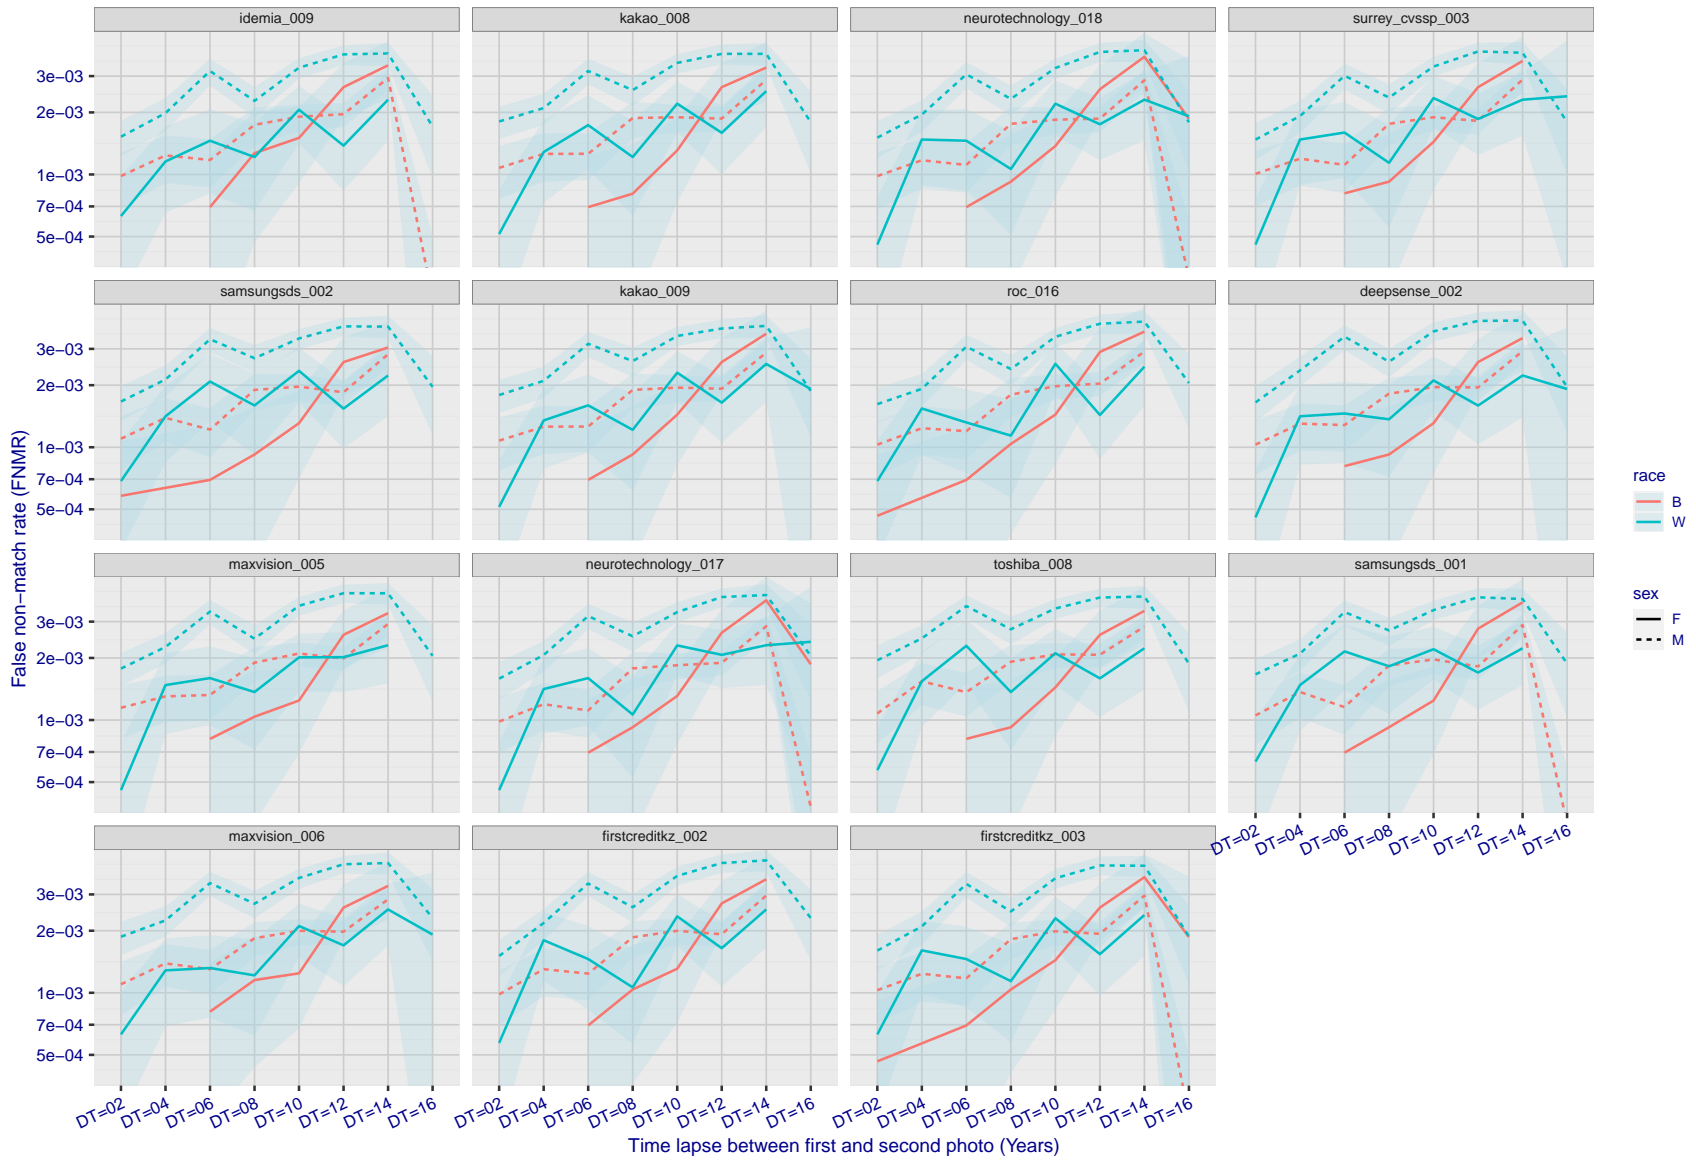 idemia_009 kakao_008 neurotechnology_018 surrey_cvssp_003
3e−03
2e−03
1e−03
7e−04
5e−04
samsungsds_002 kakao_009 roc_016 deepsense_002
3e−03
2e−03
1e−03
7e−04
5e−04
maxvision_005 neurotechnology_017 toshiba_008 samsungsds_001
3e−03
2e−03
1e−03
7e−04
5e−04
DT=02 DT=04 DT=06 DT=08 DT=10 DT=12 DT=14 DT=16
maxvision_006 firstcreditkz_002 firstcreditkz_003
3e−03
2e−03
1e−03
7e−04
5e−04
DT=02 DT=04 DT=06 DT=08 DT=10 DT=12 DT=14 DT=16 DT=02 DT=04 DT=06 DT=08 DT=10 DT=12 DT=14 DT=16 DT=02 DT=04 DT=06 DT=08 DT=10 DT=12 DT=14 DT=16
Time lapse between first and second photo (Years)
False non−match rate (FNMR)
race
B
W
sex
F
M